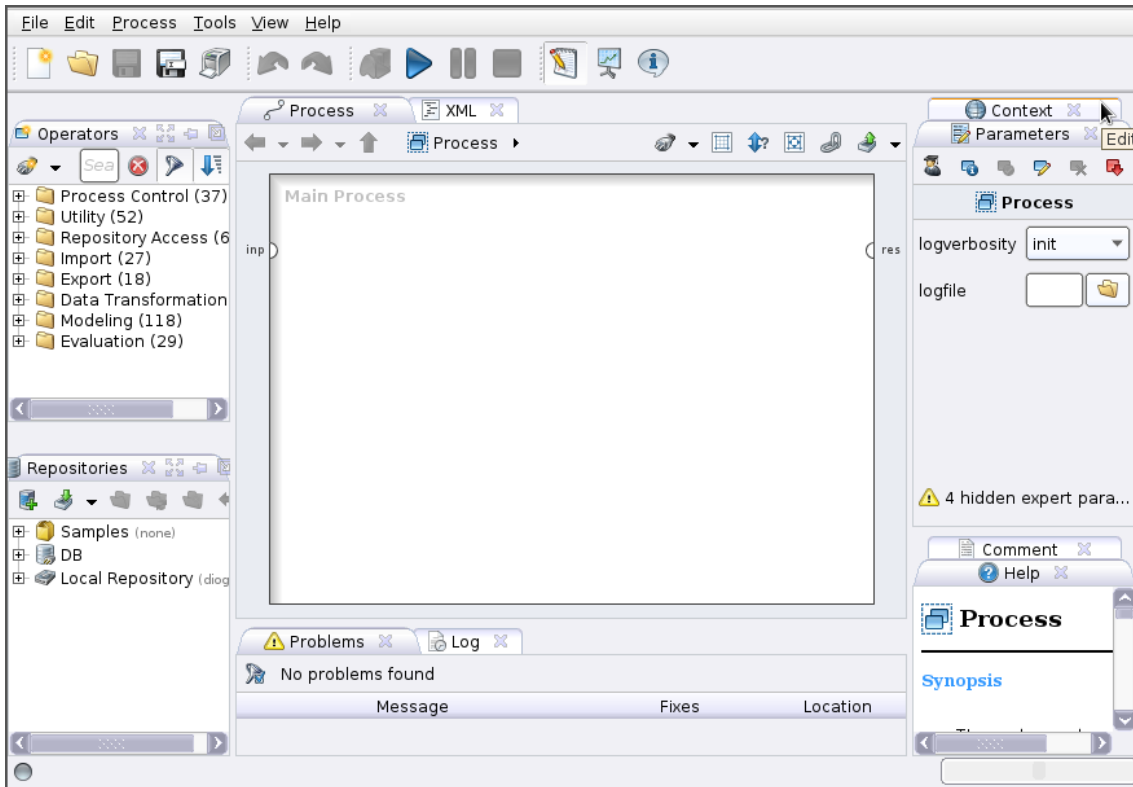 File Edit Process Tools View Help
Process
XML
Context
Operators
Parameters
Edit
Sea
Process
Process Control (37)
Utility (52)
Repository Access (6
Import (27)
Export (18)
Data Transformation
Modeling (118)
Evaluation (29)
Main Process
inp
res
Process
logverbosity init
logfile
4 hidden expert para...
Repositories
Samples (none)
DB
Local Repository (diog
Comment
Help
Process
Synopsis
Problems
Log
No problems found
Message Fixes Location